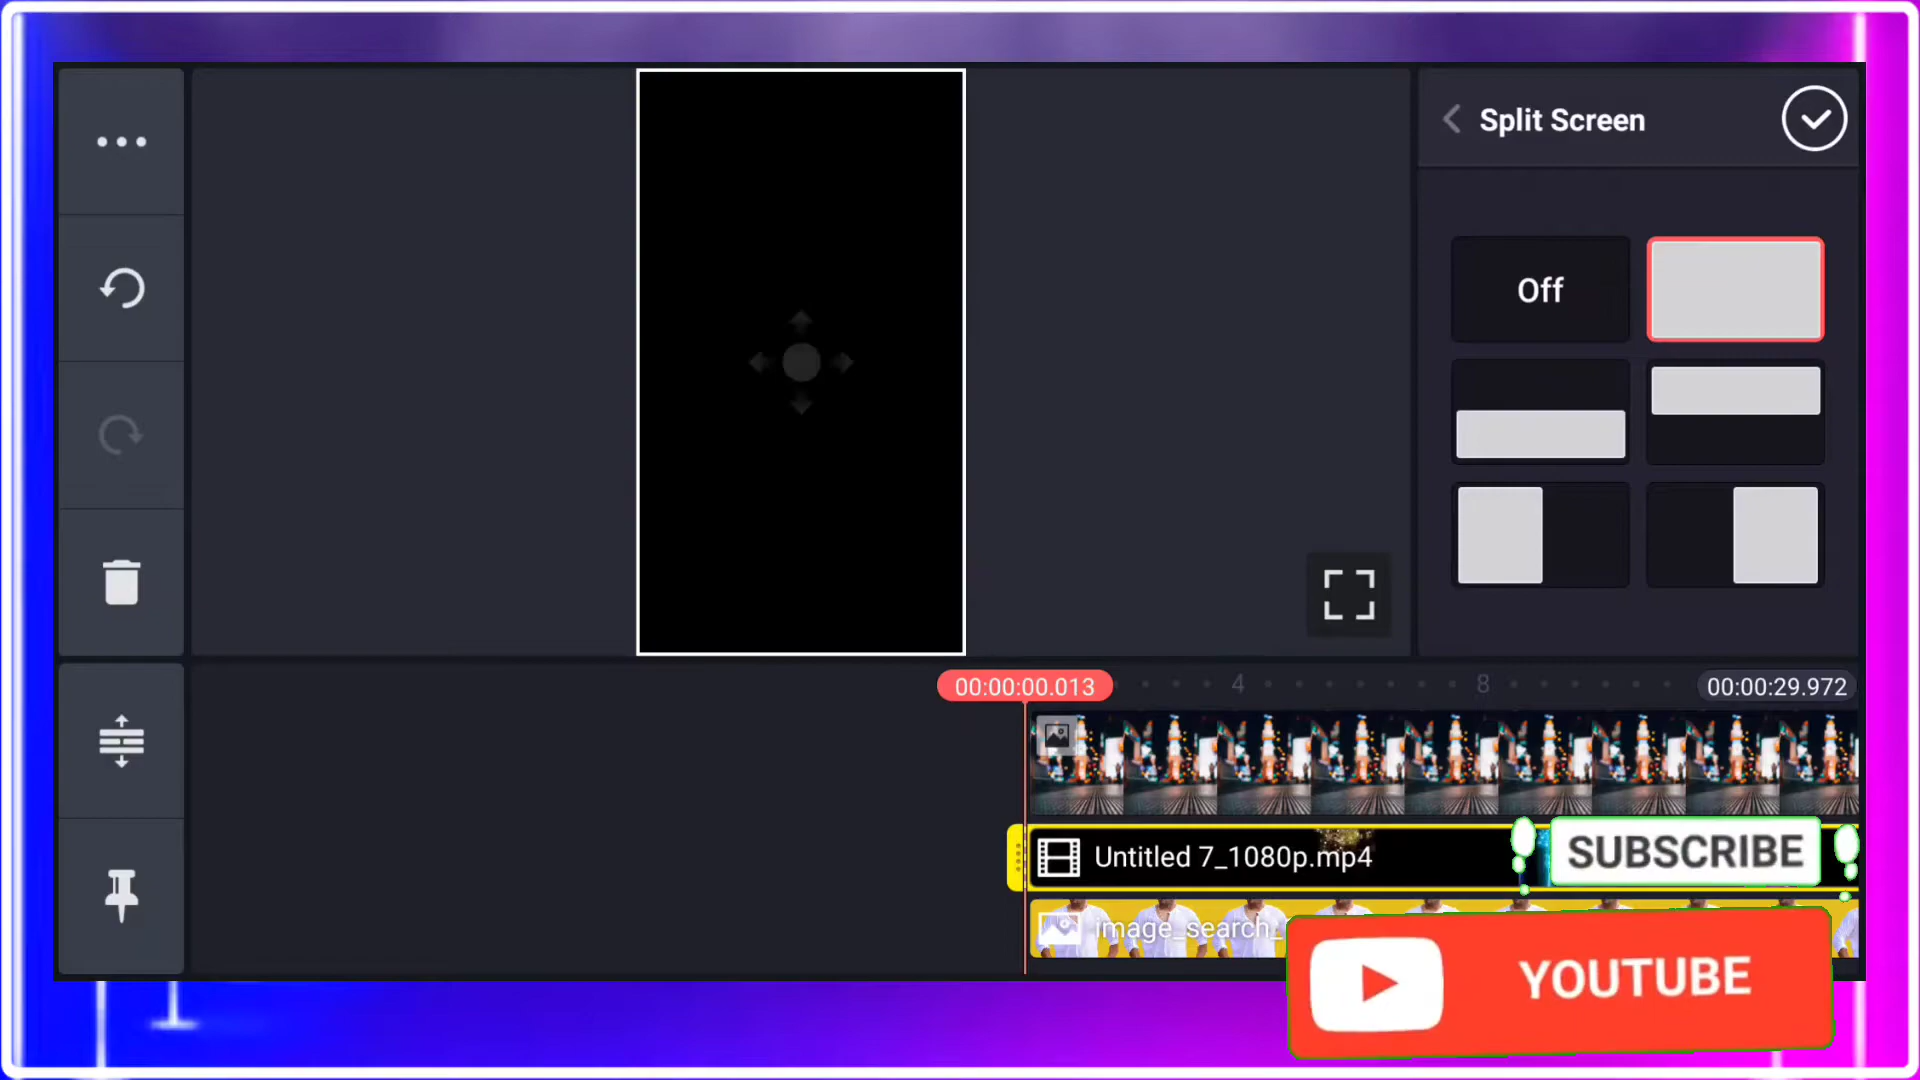 Split Screen
Off
00:00:00.013
4
8
00:00:29.972
Untitled 7_1080p.mp4
SUBSCRIBE
image_search_
YOUTUBE